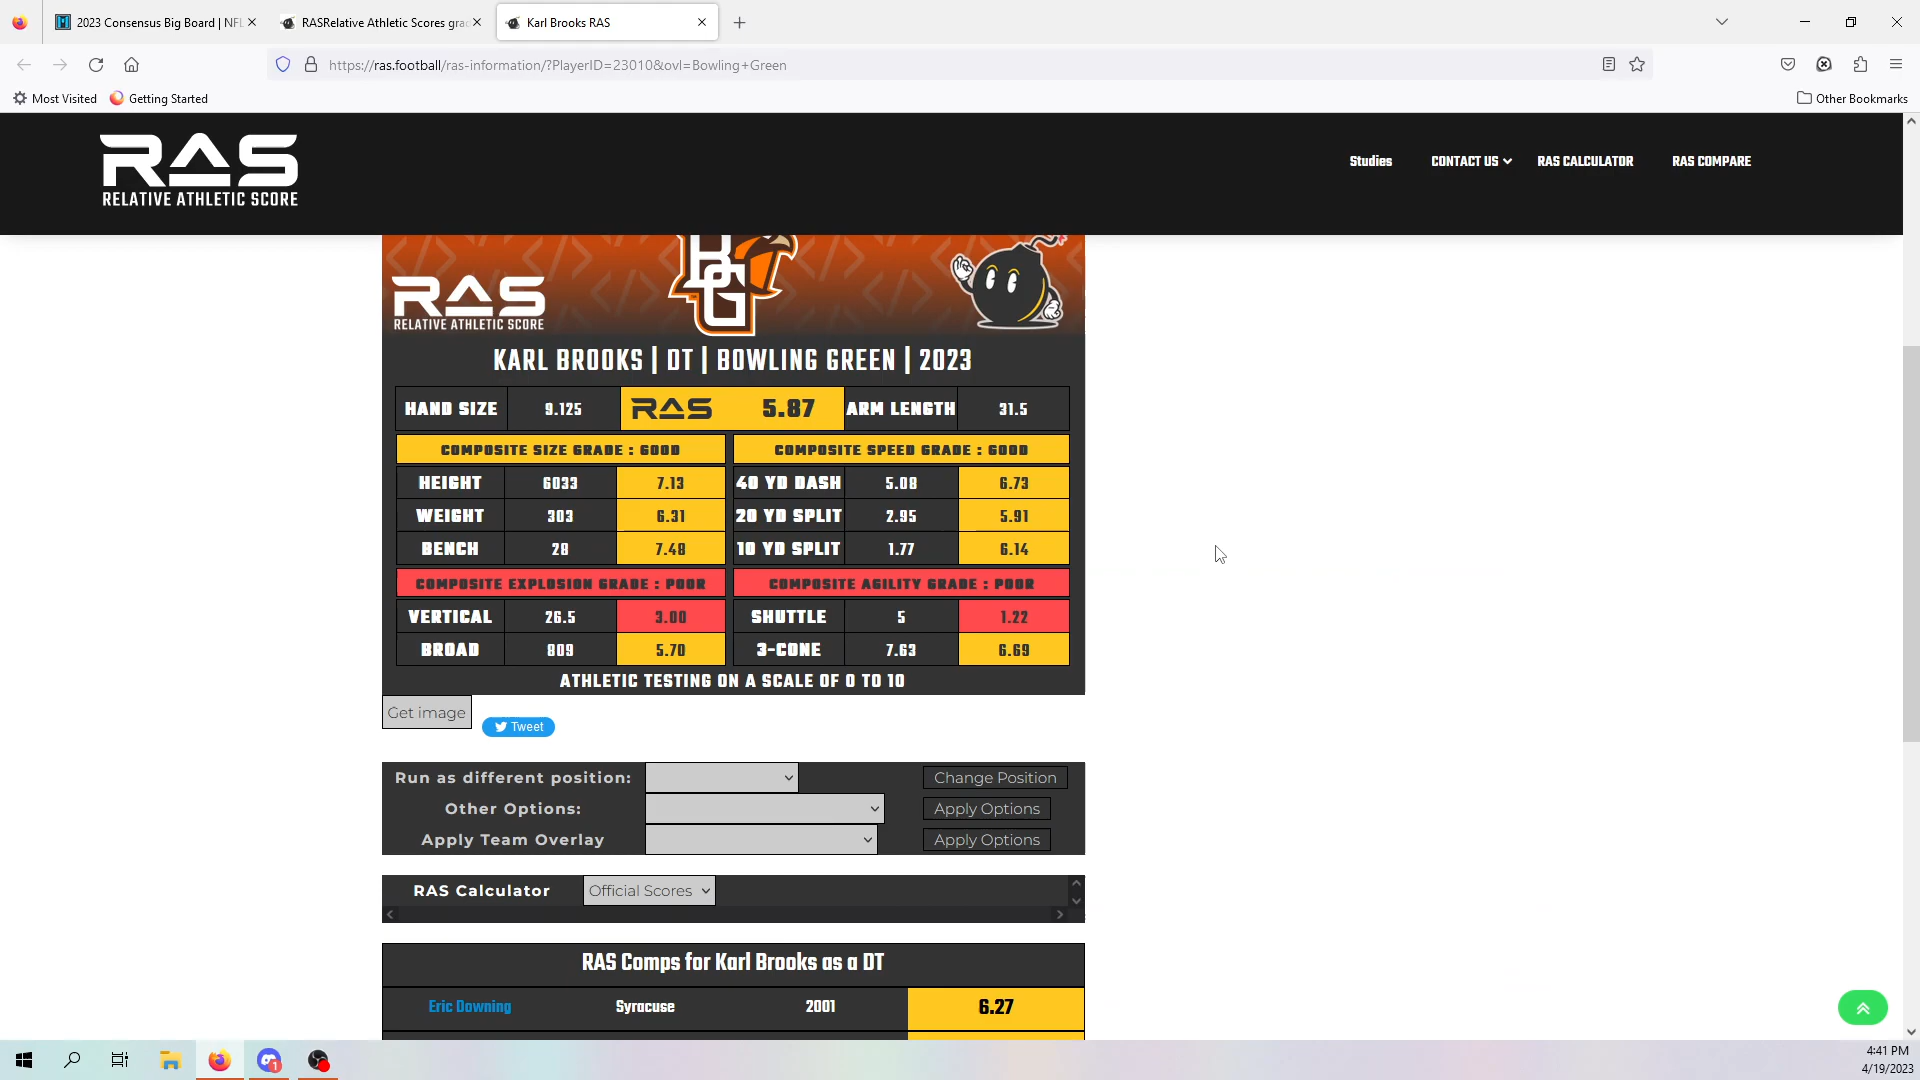 2023 Consensus Big Board | NFL
RASRelative Athletic Scores grad
Karl Brooks RAS
https://ras.football/ras-information/?PlayerID=23010&ovl=Bowling+Green
Most Visited
Getting Started
Other Bookmarks
RAS
RELATIVE ATHLETIC SCORE
Studies
CONTACT US
RAS CALCULATOR
RAS COMPARE
BG
RAS
RELATIVE ATHLETIC SCORE
KARL BROOKS | DT | BOWLING GREEN | 2023
HAND SIZE 9.125 RAS 5.87 ARM LENGTH 31.5
COMPOSITE SIZE GRADE : GOOD COMPOSITE SPEED GRADE : GOOD
HEIGHT 6033 7.13 40 YD DASH 5.08 6.73
WEIGHT 303 6.31 20 YD SPLIT 2.95 5.91
BENCH 28 7.48 10 YD SPLIT 1.77 6.14
COMPOSITE EXPLOSION GRADE : POOR COMPOSITE AGILITY GRADE : POOR
VERTICAL 26.5 3.00 SHUTTLE 5 1.22
BROAD 809 5.70 3-CONE 7.63 6.69
ATHLETIC TESTING ON A SCALE OF 0 TO 10
Get image
Tweet
Run as different position: Change Position
Other Options: Apply Options
Apply Team Overlay Apply Options
RAS Calculator Official Scores
RAS Comps for Karl Brooks as a DT
Eric Downing Syracuse 2001 6.27
1
4:41 PM
4/19/2023